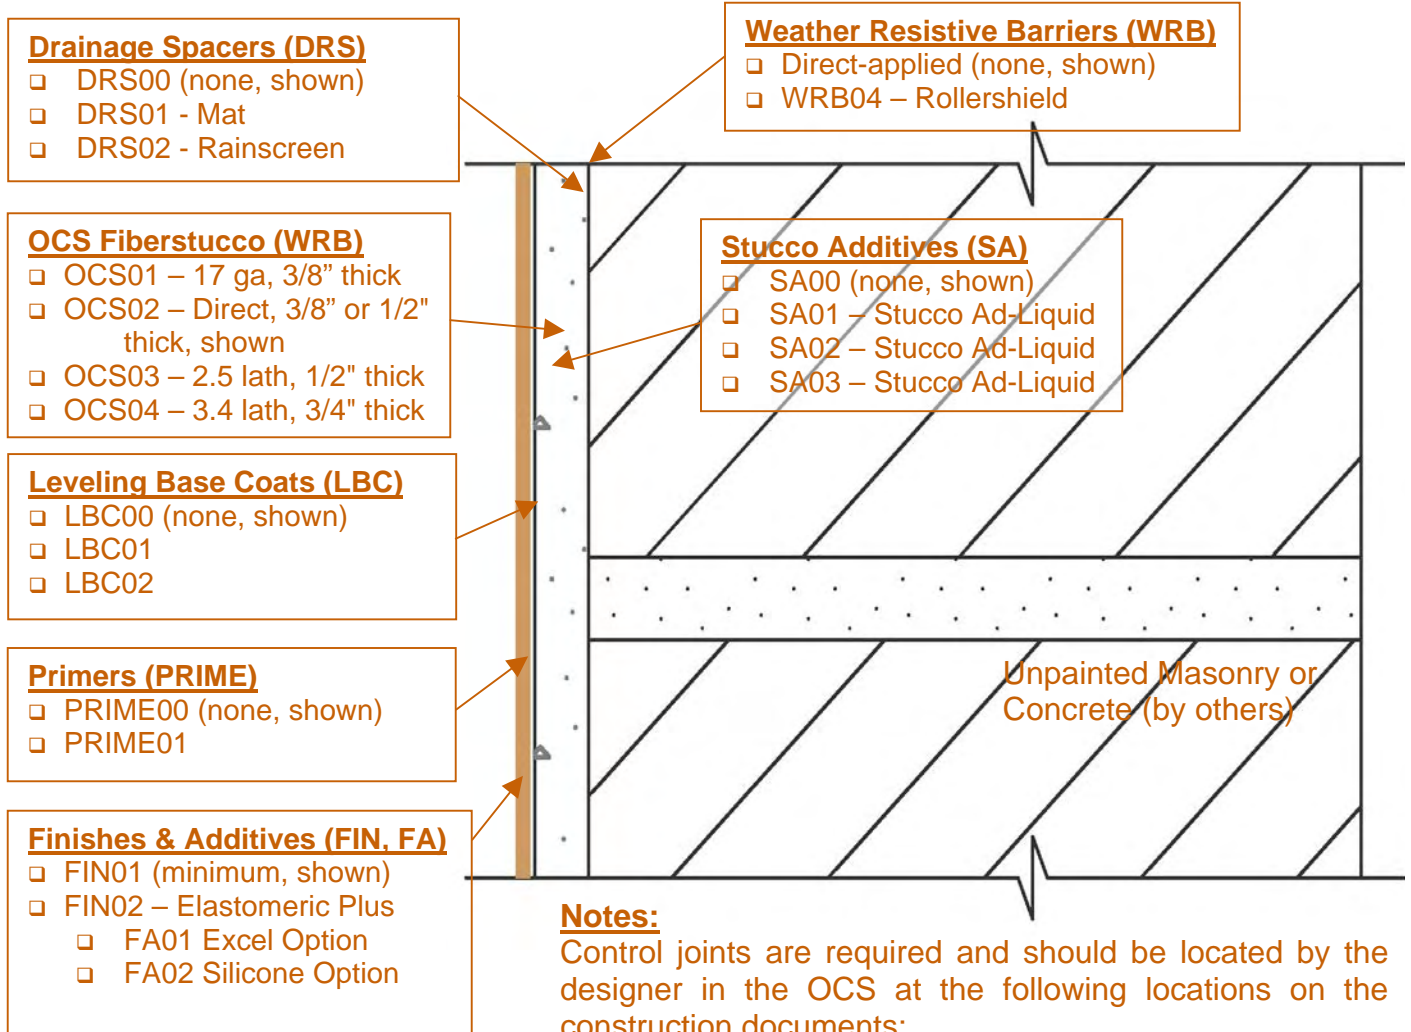 Drainage Spacers (DRS)
❑ DRS00 (none, shown)
❑ DRS01 - Mat
❑ DRS02 - Rainscreen
Weather Resistive Barriers (WRB)
❑ Direct-applied (none, shown)
❑ WRB04 – Rollershield
OCS Fiberstucco (WRB)
❑ OCS01 – 17 ga, 3/8” thick
❑ OCS02 – Direct, 3/8” or 1/2"
thick, shown
❑ OCS03 – 2.5 lath, 1/2" thick
❑ OCS04 – 3.4 lath, 3/4" thick
Stucco Additives (SA)
❑ SA00 (none, shown)
❑ SA01 – Stucco Ad-Liquid
❑ SA02 – Stucco Ad-Liquid
❑ SA03 – Stucco Ad-Liquid
Leveling Base Coats (LBC)
❑ LBC00 (none, shown)
❑ LBC01
❑ LBC02
Primers (PRIME)
❑ PRIME00 (none, shown)
❑ PRIME01
Unpainted Masonry or
Concrete (by others)
Finishes & Additives (FIN, FA)
❑ FIN01 (minimum, shown)
❑ FIN02 – Elastomeric Plus
❑ FA01 Excel Option
❑ FA02 Silicone Option
Notes:
Control joints are required and should be located by the
designer in the OCS at the following locations on the
construction documents: